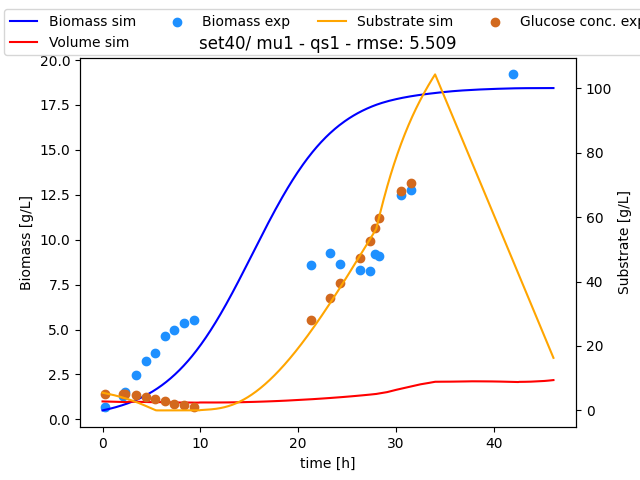 Biomass sim
Biomass exp
Substrate sim
Glucose conc. exp
Volume sim
set40/ mu1 - qs1 - rmse: 5.509
20.0
17.5
15.0
12.5
10.0
7.5
5.0
2.5
0.0
Biomass [g/L]
100
80
60
40
20
0
Substrate [g/L]
0
10
20
30
40
time [h]